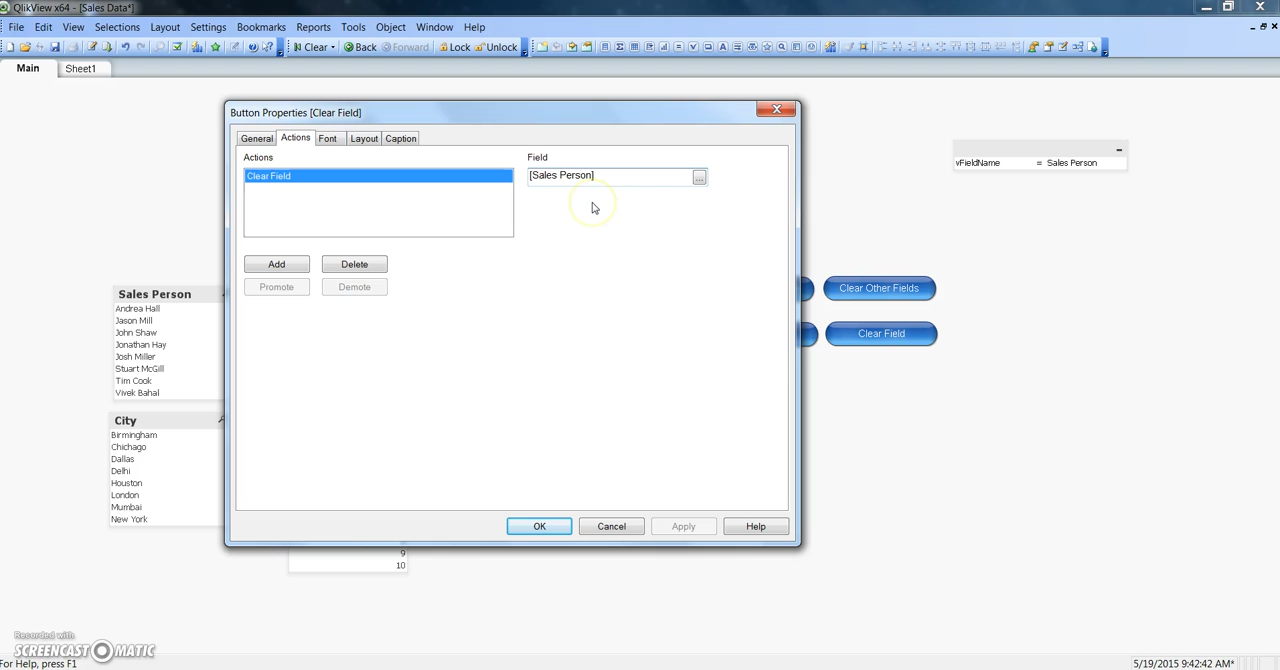 QlikView x64 - [Sales Data*]
File Edit View Selections Layout Settings Bookmarks Reports Tools Object Window Help
Clear Back Forward Lock Unlock
Main Sheet1
Button Properties [Clear Field]
General Actions Font Layout Caption
Actions Field
Clear Field [Sales Person] ...
Add Delete
Promote Demote
OK Cancel Apply Help
vFieldName = Sales Person
Clear Other Fields
Clear Field
Sales Person
Andrea Hall
Jason Mill
John Shaw
Jonathan Hay
Josh Miller
Stuart McGill
Tim Cook
Vivek Bahal
City
Birmingham
Chichago
Dallas
Delhi
Houston
London
Mumbai
New York
9
10
Recorded with
SCREENCAST MATIC
For Help, press F1 5/19/2015 9:42:42 AM*